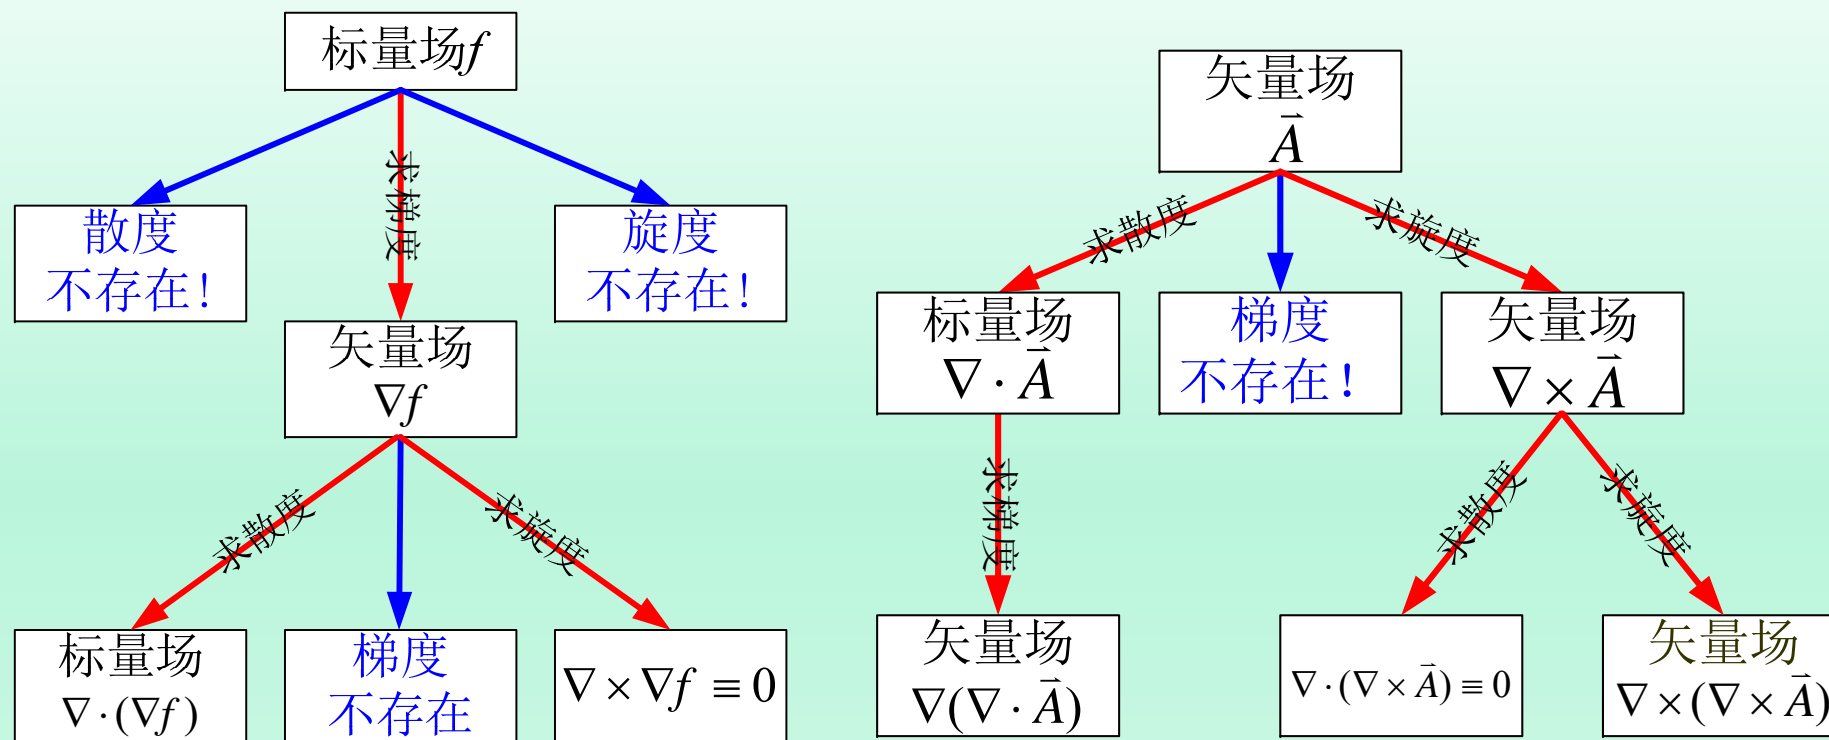 标量场f
求梯度
散度
不存在！
旋度
不存在！
矢量场
∇f
求散度
求旋度
标量场
∇·(∇f)
梯度
不存在
∇×∇f ≡ 0
矢量场
A⃗
求散度
求旋度
标量场
∇·A⃗
梯度
不存在！
矢量场
∇×A⃗
求梯度
求散度
求旋度
矢量场
∇(∇·A⃗)
∇·(∇×A⃗) ≡ 0
矢量场
∇×(∇×A⃗)